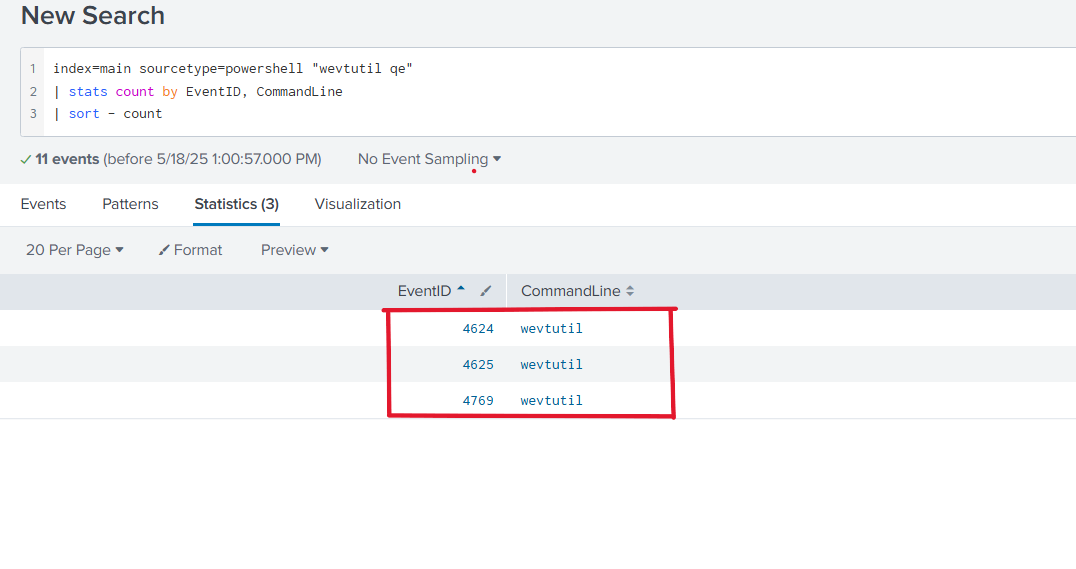 New Search
1 index=main sourcetype=powershell "wevtutil qe"
2 | stats count by EventID, CommandLine
3 | sort - count
11 events (before 5/18/25 1:00:57.000 PM) No Event Sampling
Events Patterns Statistics (3) Visualization
20 Per Page Format Preview
EventID CommandLine
4624 wevtutil
4625 wevtutil
4769 wevtutil